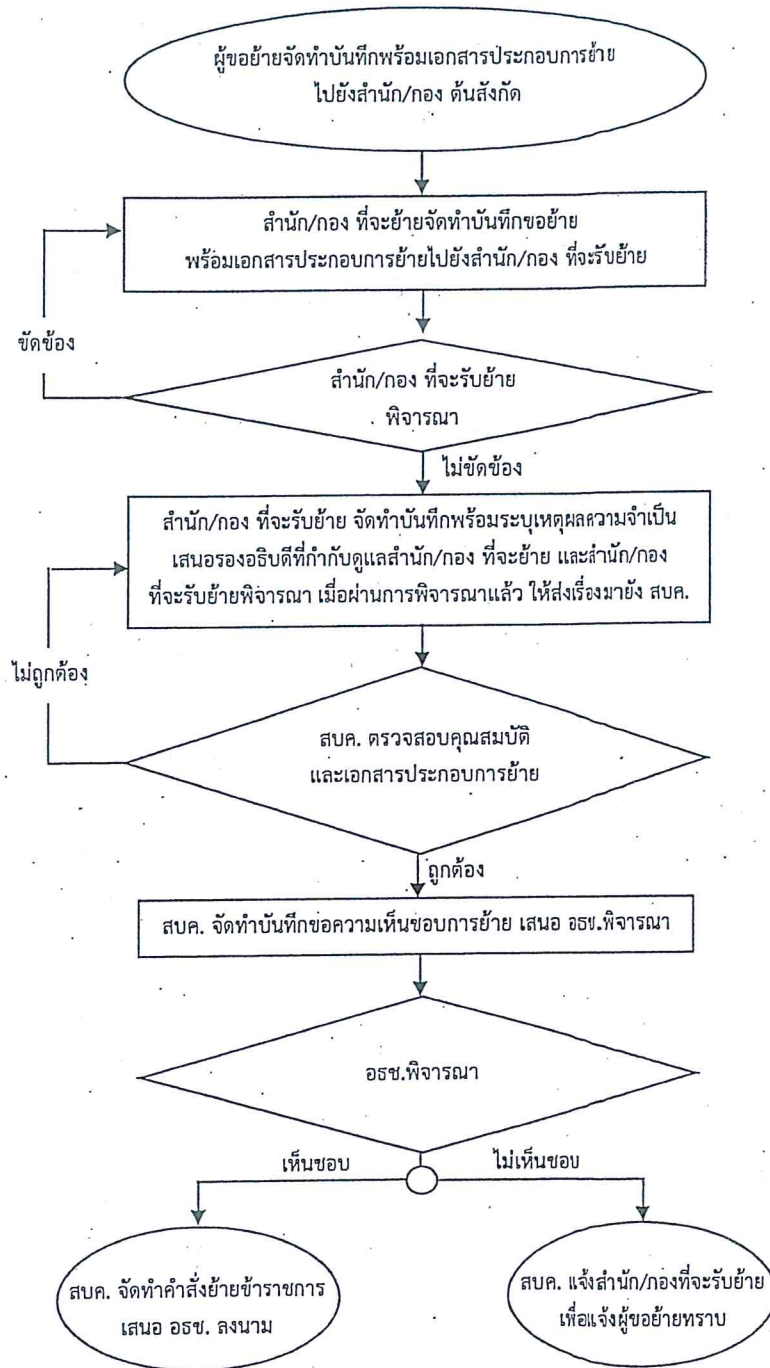 ผู้ขอย้ายจัดทำบันทึกพร้อมเอกสารประกอบการย้าย
ไปยังสำนัก/กอง ต้นสังกัด
สำนัก/กอง ที่จะย้ายจัดทำบันทึกขอย้าย
พร้อมเอกสารประกอบการย้ายไปยังสำนัก/กอง ที่จะรับย้าย
ขัดข้อง
สำนัก/กอง ที่จะรับย้าย
พิจารณา
ไม่ขัดข้อง
สำนัก/กอง ที่จะรับย้าย จัดทำบันทึกพร้อมระบุเหตุผลความจำเป็น
เสนอรองอธิบดีที่กำกับดูแลสำนัก/กอง ที่จะย้าย และสำนัก/กอง
ที่จะรับย้ายพิจารณา เมื่อผ่านการพิจารณาแล้ว ให้ส่งเรื่องมายัง สบค.
ไม่ถูกต้อง
สบค. ตรวจสอบคุณสมบัติ
และเอกสารประกอบการย้าย
ถูกต้อง
สบค. จัดทำบันทึกขอความเห็นชอบการย้าย เสนอ อธช.พิจารณา
อธช.พิจารณา
เห็นชอบ
ไม่เห็นชอบ
สบค. จัดทำคำสั่งย้ายข้าราชการ
เสนอ อธช. ลงนาม
สบค. แจ้งสำนัก/กองที่จะรับย้าย
เพื่อแจ้งผู้ขอย้ายทราบ